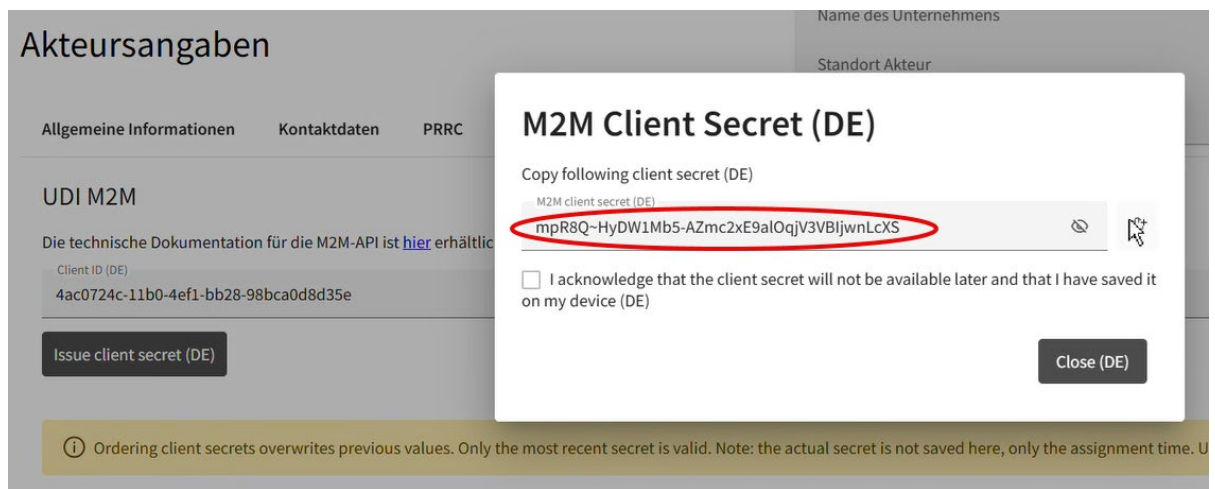 Akteursangaben
Name des Unternehmens
Standort Akteur
Allgemeine Informationen Kontaktdaten PRRC
UDI M2M
Die technische Dokumentation für die M2M-API ist hier erhältlic
Client ID (DE)
4ac0724c-11b0-4ef1-bb28-98bca0d8d35e
Issue client secret (DE)
M2M Client Secret (DE)
Copy following client secret (DE)
M2M client secret (DE)
mpR8Q~HyDW1Mb5-AZmc2xE9alOqjV3VBIjwnLcXS
I acknowledge that the client secret will not be available later and that I have saved it
on my device (DE)
Close (DE)
Ordering client secrets overwrites previous values. Only the most recent secret is valid. Note: the actual secret is not saved here, only the assignment time. U